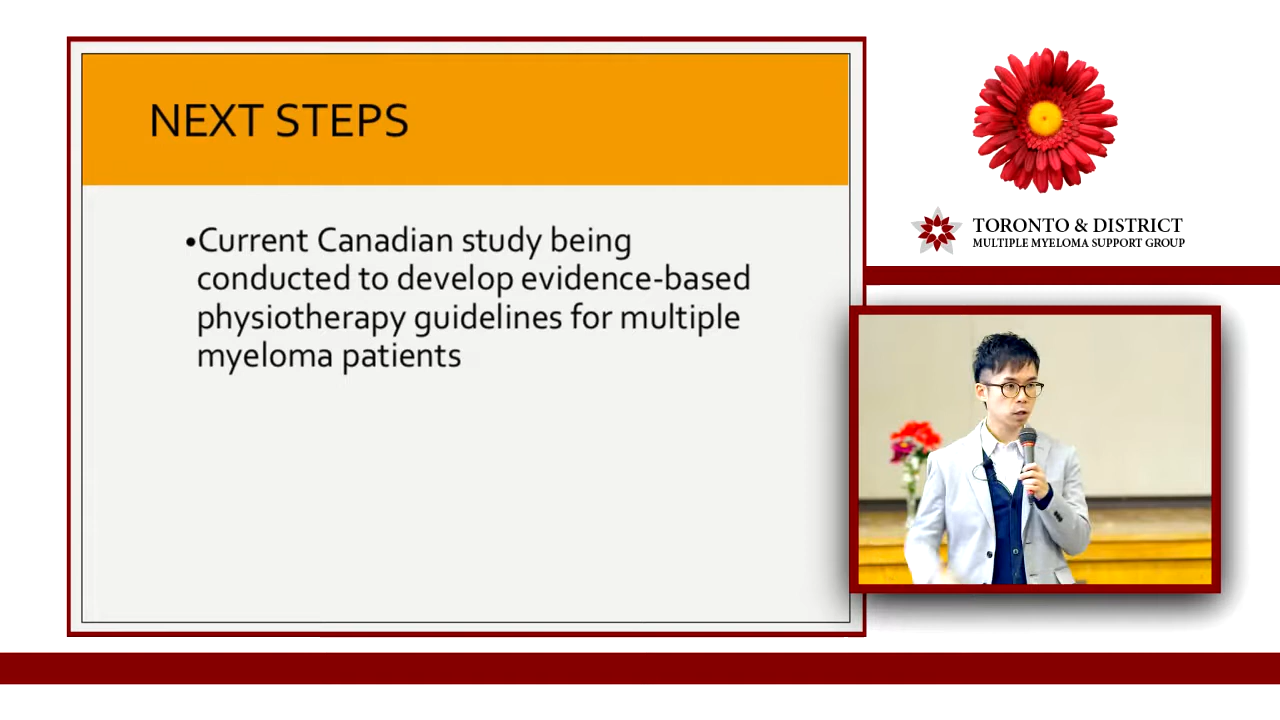 NEXT STEPS
•Current Canadian study being
conducted to develop evidence-based
physiotherapy guidelines for multiple
myeloma patients
TORONTO & DISTRICT
MULTIPLE MYELOMA SUPPORT GROUP